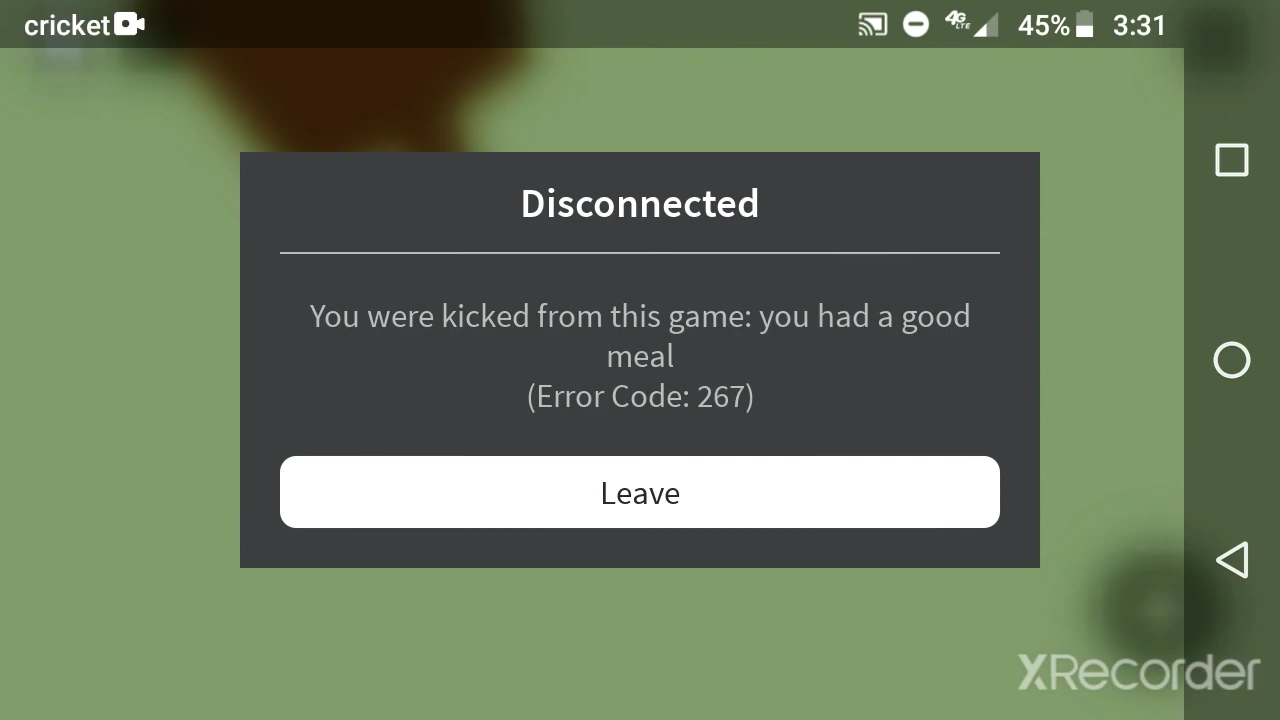 cricket 4G LTE 45% 3:31
Disconnected
You were kicked from this game: you had a good
meal
(Error Code: 267)
Leave
XRecorder